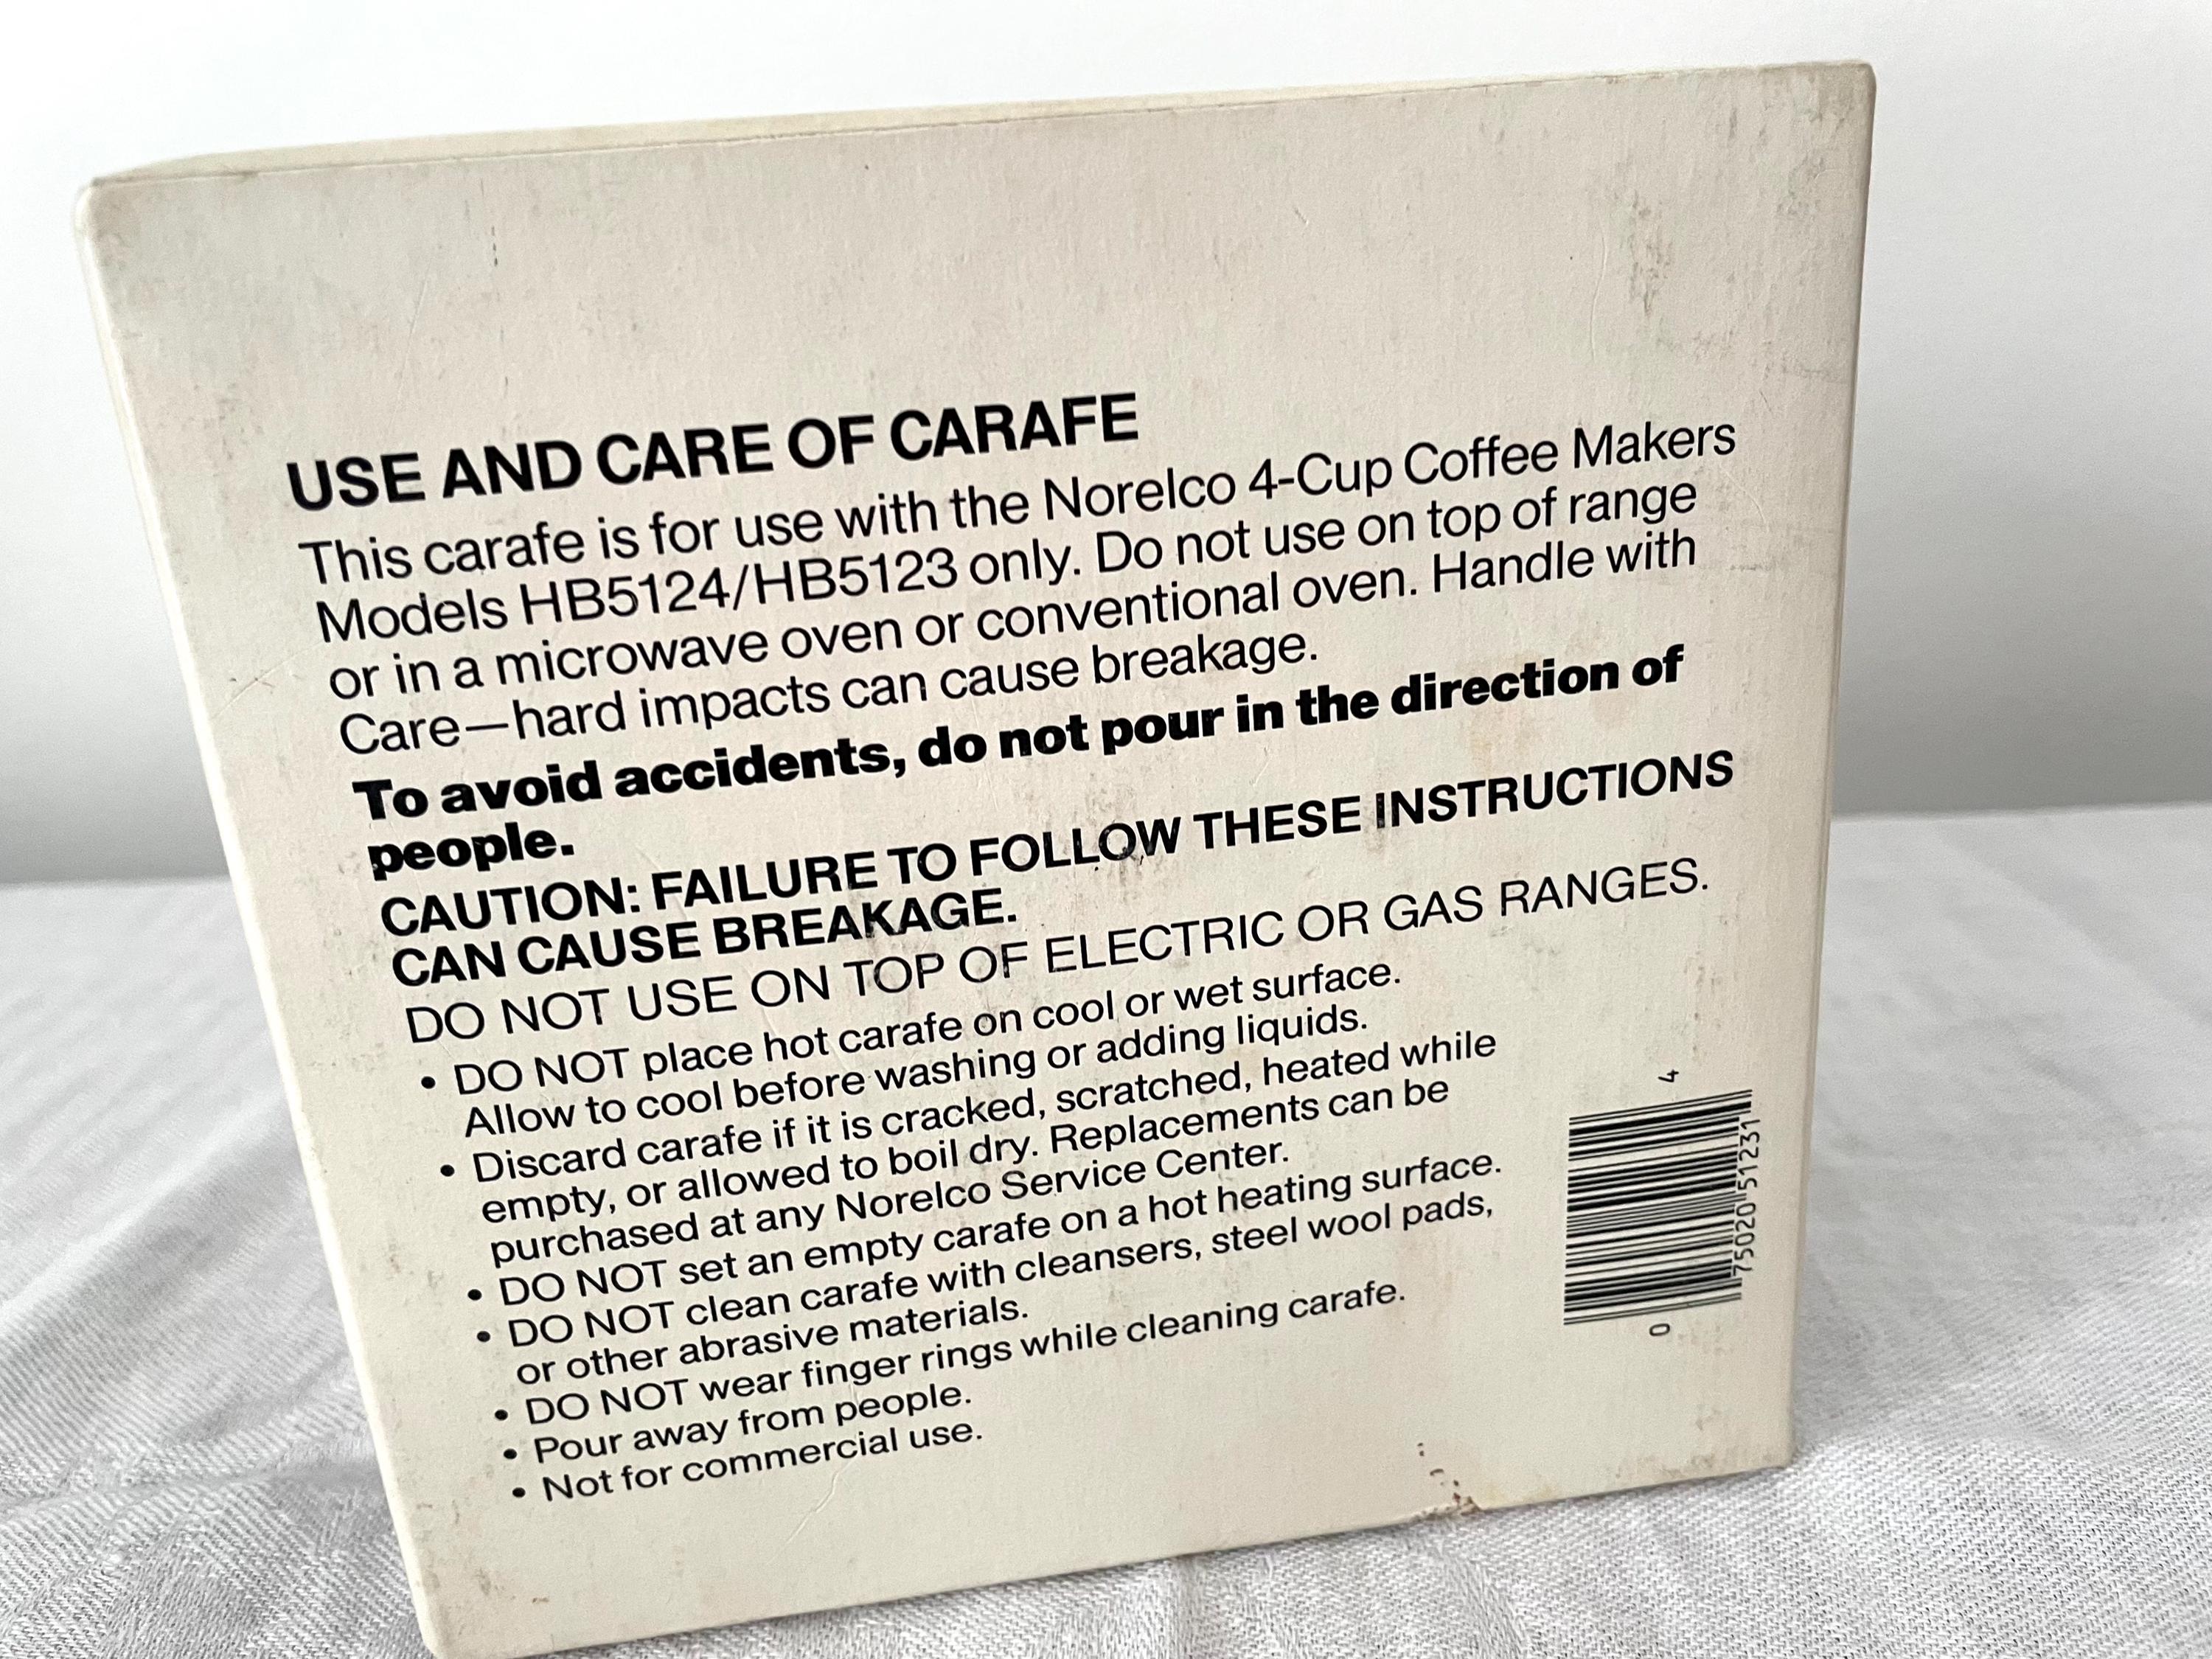 USE AND CARE OF CARAFE
This carafe is for use with the Norelco 4-Cup Coffee Makers
Models HB5124/HB5123 only. Do not use on top of range
or in a microwave oven or conventional oven. Handle with
Care—hard impacts can cause breakage.
To avoid accidents, do not pour in the direction of
people.
CAUTION: FAILURE TO FOLLOW THESE INSTRUCTIONS
CAN CAUSE BREAKAGE.
DO NOT USE ON TOP OF ELECTRIC OR GAS RANGES.
• DO NOT place hot carafe on cool or wet surface.
Allow to cool before washing or adding liquids.
• Discard carafe if it is cracked, scratched, heated while
empty, or allowed to boil dry. Replacements can be
purchased at any Norelco Service Center.
• DO NOT set an empty carafe on a hot heating surface.
• DO NOT clean carafe with cleansers, steel wool pads,
or other abrasive materials.
• DO NOT wear finger rings while cleaning carafe.
• Pour away from people.
• Not for commercial use.
0 75020 51231 4